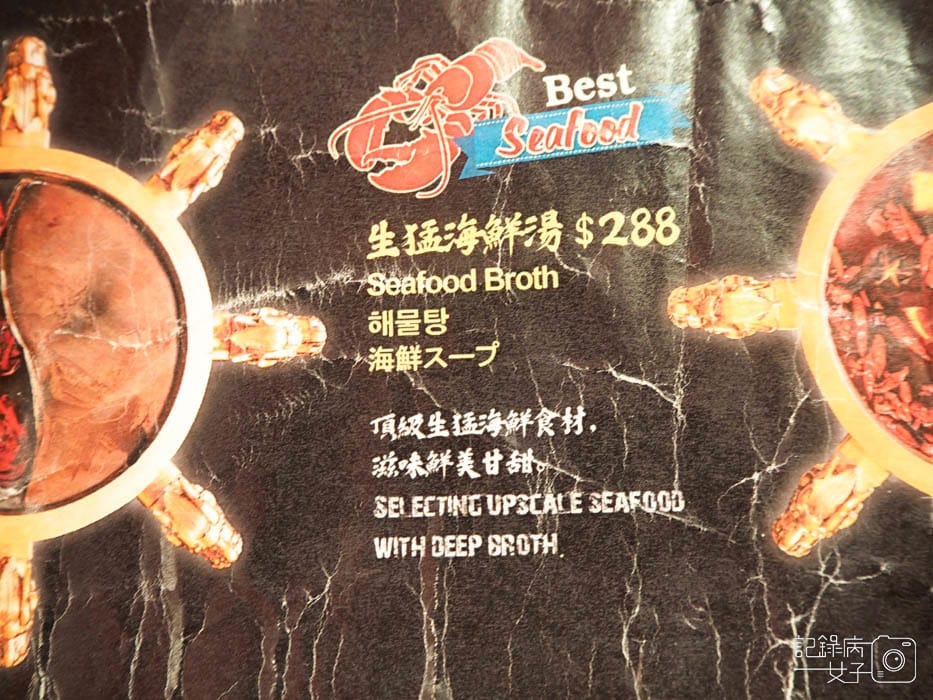 Best
Seafood
生猛海鮮湯 $288
Seafood Broth
해물탕
海鮮スープ
頂級生猛海鮮食材，
滋味鮮美甘甜。
SELECTING UPSCALE SEAFOOD
WITH DEEP BROTH.
記錄病
女子